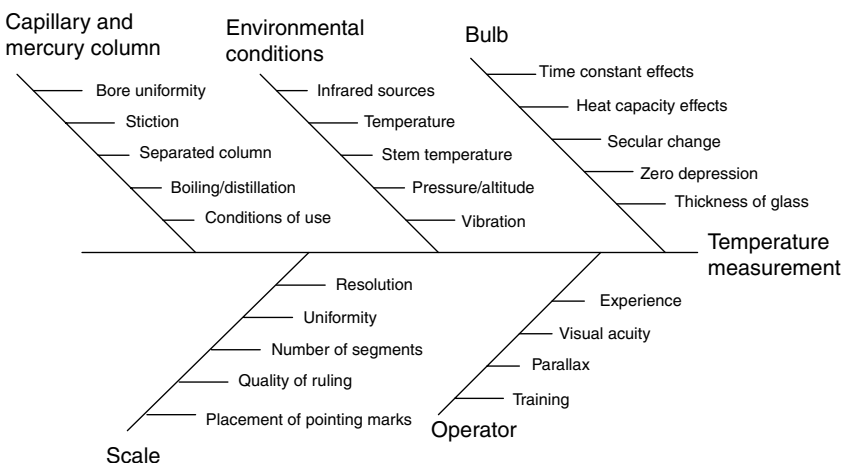 Capillary and
mercury column
Bore uniformity
Stiction
Separated column
Boiling/distillation
Conditions of use
Environmental
conditions
Infrared sources
Temperature
Stem temperature
Pressure/altitude
Vibration
Bulb
Time constant effects
Heat capacity effects
Secular change
Zero depression
Thickness of glass
Temperature
measurement
Resolution
Uniformity
Number of segments
Quality of ruling
Placement of pointing marks
Scale
Experience
Visual acuity
Parallax
Training
Operator